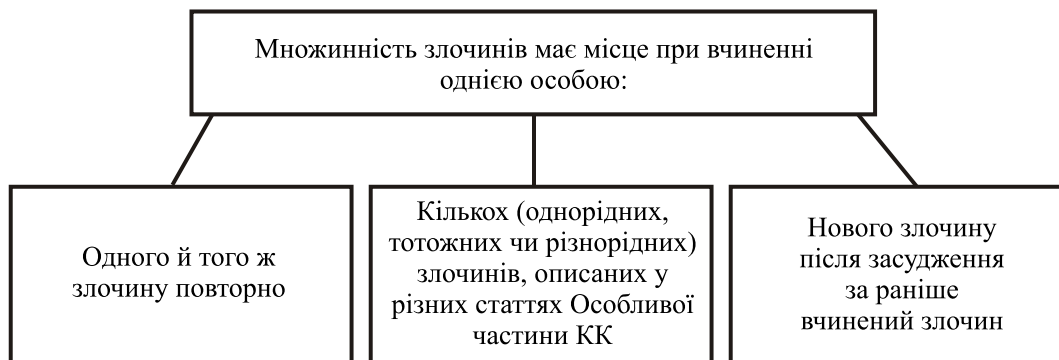 Множинність злочинів має місце при вчиненні
однією особою:
Одного й того ж
злочину повторно
Кількох (однорідних,
тотожних чи різнорідних)
злочинів, описаних у
різних статтях Особливої
частини КК
Нового злочину
після засудження
за раніше
вчинений злочин